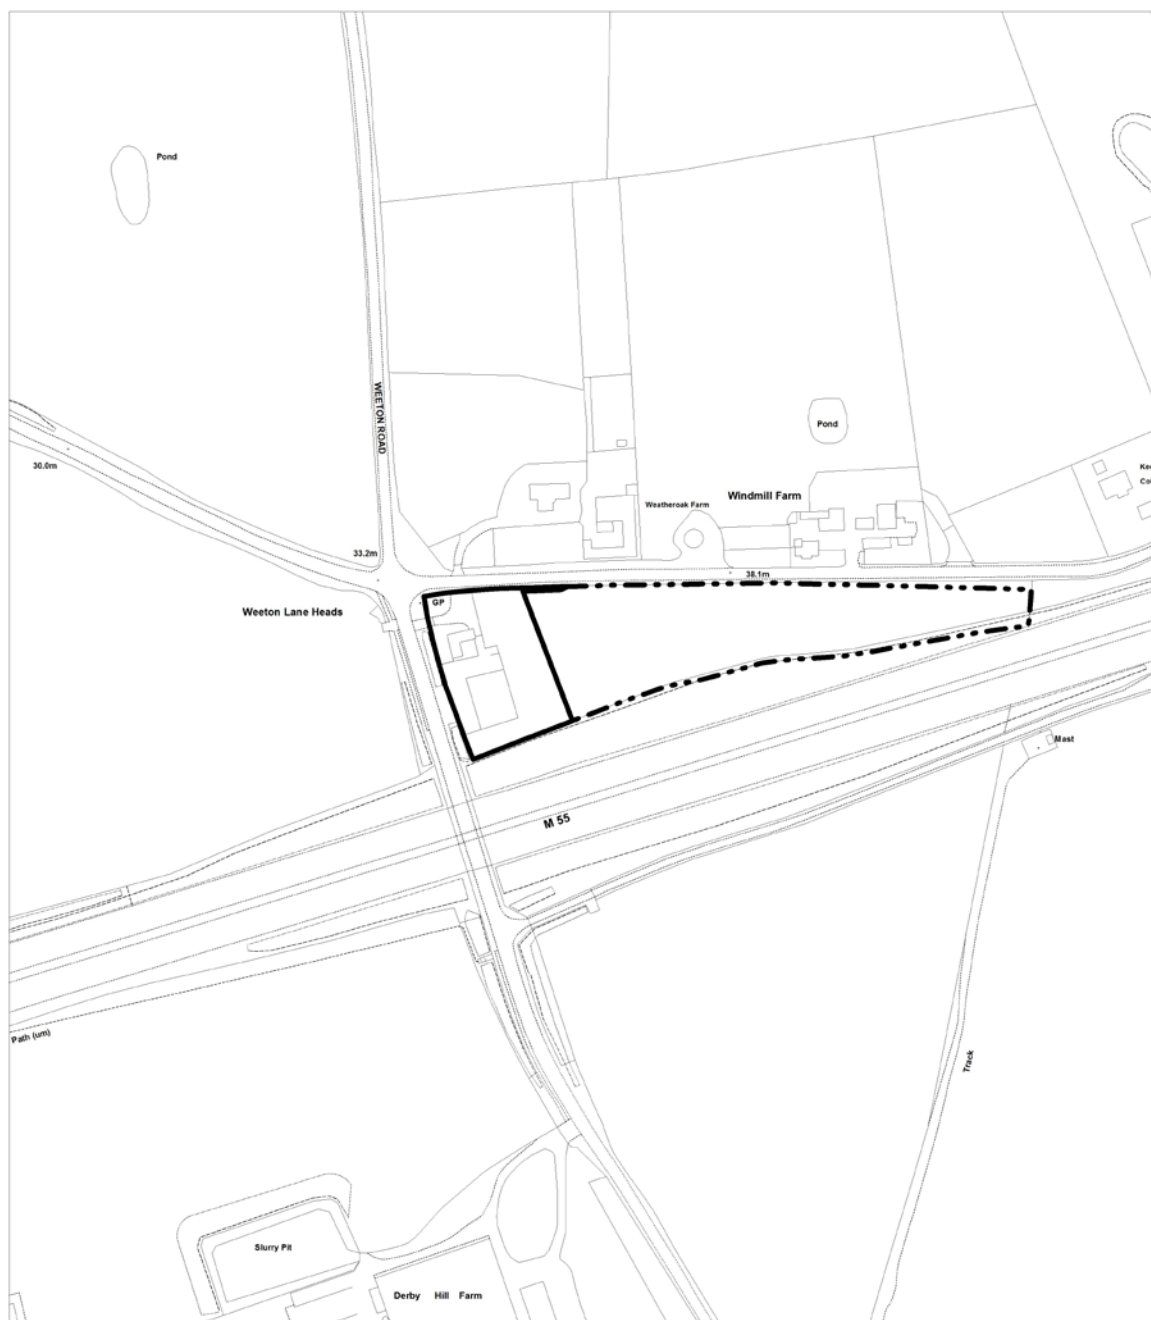 Pond
WEETON ROAD
Pond
30.0m
Weatheroak Farm
Windmill Farm
33.2m
38.1m
GP
Weeton Lane Heads
Mast
M 55
Path (um)
Track
Slurry Pit
Derby Hill Farm